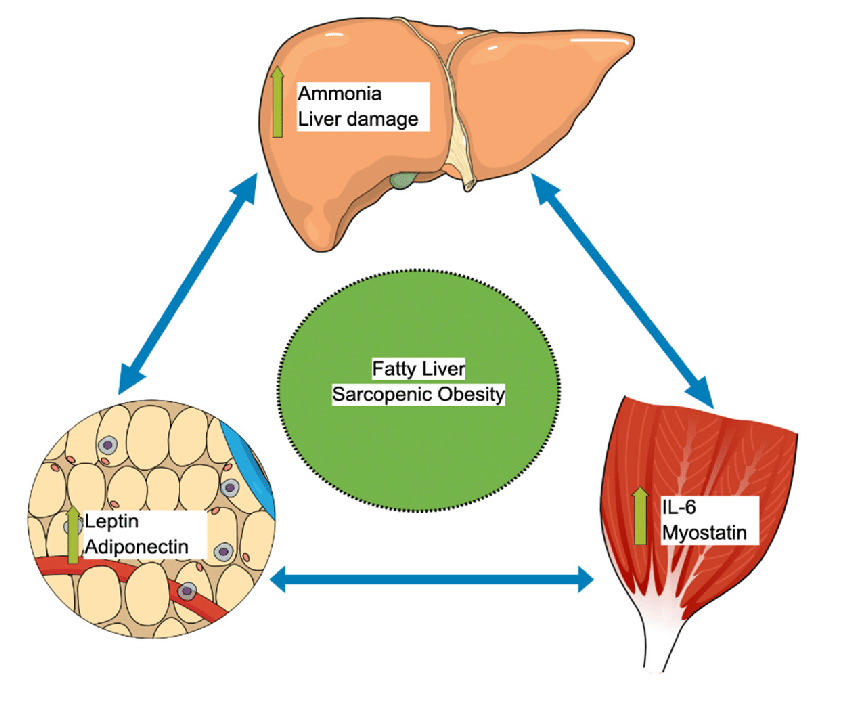 Ammonia
Liver damage
Fatty Liver
Sarcopenic Obesity
Leptin
Adiponectin
IL-6
Myostatin